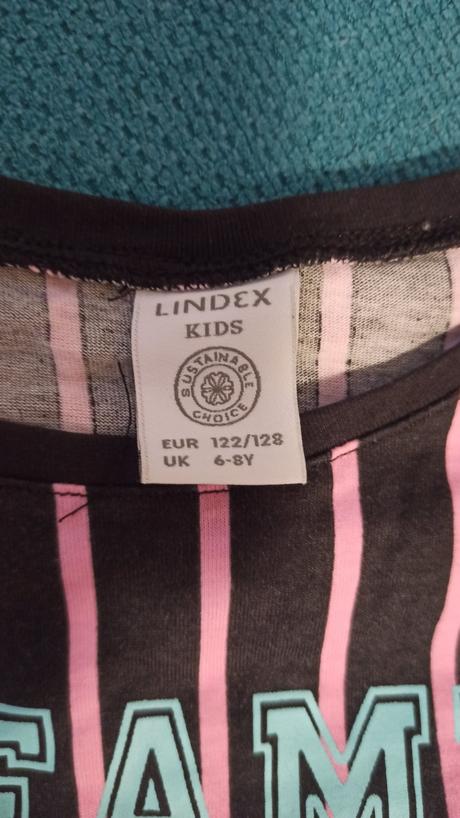 LINDEX
KIDS
SUSTAINABLE
CHOICE
EUR 122/128
UK 6-8Y